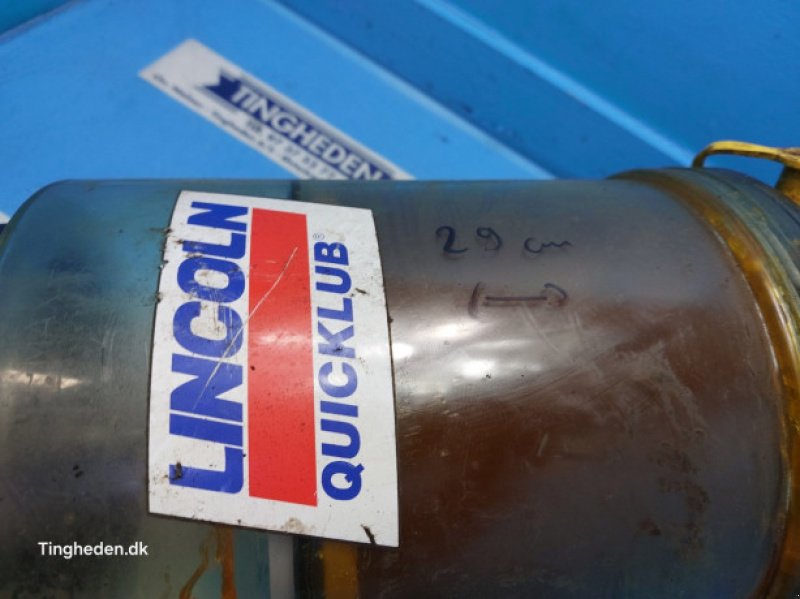 TINGHEDEN
LINCOLN
QUICKLUB®
29 cm
Tingheden.dk